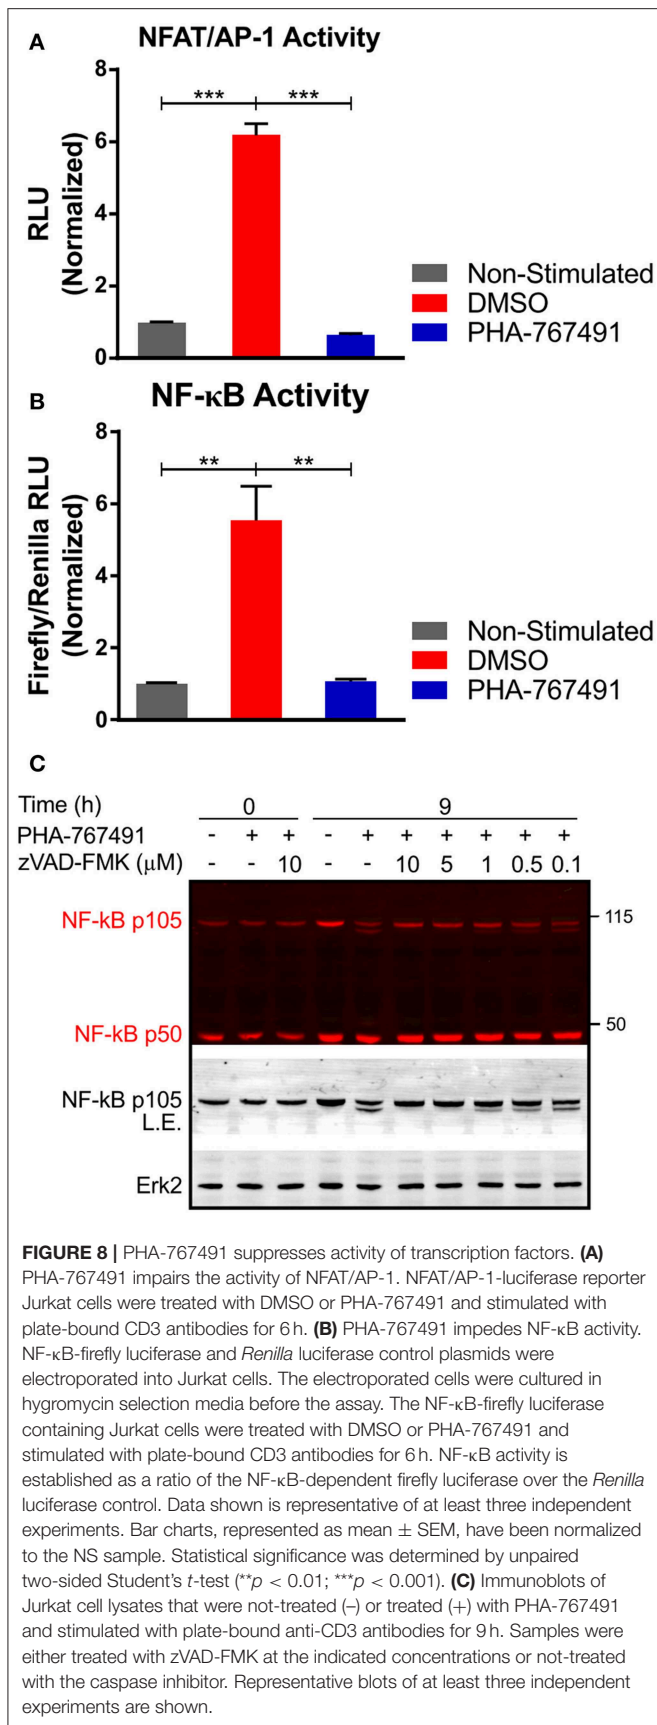 A
NFAT/AP-1 Activity
8
6
4
2
0
RLU
(Normalized)
*** ***
Non-Stimulated
DMSO
PHA-767491
B
NF-κB Activity
8
6
4
2
0
Firefly/Renilla RLU
(Normalized)
** **
Non-Stimulated
DMSO
PHA-767491
C
Time (h) 0 9
PHA-767491 - + + - + + + + + +
zVAD-FMK (μM) - - 10 - - 10 5 1 0.5 0.1
NF-kB p105
115
50
NF-kB p50
NF-kB p105
L.E.
Erk2
FIGURE 8 | PHA-767491 suppresses activity of transcription factors. (A)
PHA-767491 impairs the activity of NFAT/AP-1. NFAT/AP-1-luciferase reporter
Jurkat cells were treated with DMSO or PHA-767491 and stimulated with
plate-bound CD3 antibodies for 6 h. (B) PHA-767491 impedes NF-κB activity.
NF-κB-firefly luciferase and Renilla luciferase control plasmids were
electroporated into Jurkat cells. The electroporated cells were cultured in
hygromycin selection media before the assay. The NF-κB-firefly luciferase
containing Jurkat cells were treated with DMSO or PHA-767491 and
stimulated with plate-bound CD3 antibodies for 6 h. NF-κB activity is
established as a ratio of the NF-κB-dependent firefly luciferase over the Renilla
luciferase control. Data shown is representative of at least three independent
experiments. Bar charts, represented as mean ± SEM, have been normalized
to the NS sample. Statistical significance was determined by unpaired
two-sided Student's t-test (**p < 0.01; ***p < 0.001). (C) Immunoblots of
Jurkat cell lysates that were not-treated (–) or treated (+) with PHA-767491
and stimulated with plate-bound anti-CD3 antibodies for 9 h. Samples were
either treated with zVAD-FMK at the indicated concentrations or not-treated
with the caspase inhibitor. Representative blots of at least three independent
experiments are shown.